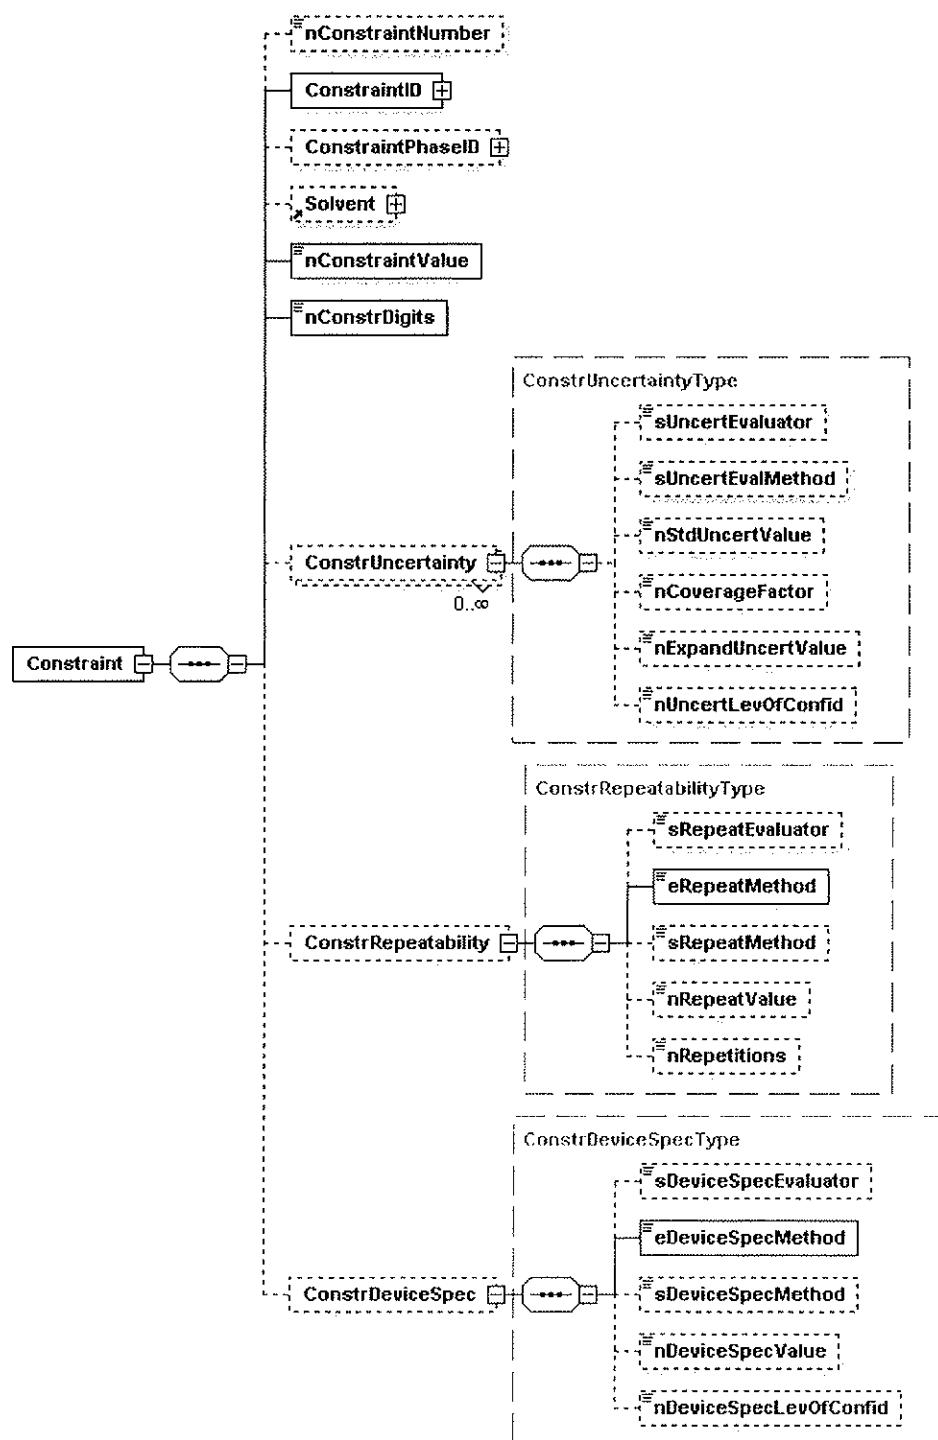 nConstraintNumber
ConstraintID
ConstraintPhaseID
Solvent
nConstraintValue
nConstrDigits
ConstrUncertaintyType
sUncertEvaluator
sUncertEvalMethod
nStdUncertValue
ConstrUncertainty
0..∞
nCoverageFactor
nExpandUncertValue
nUncertLevOfConfid
Constraint
ConstrRepeatabilityType
sRepeatEvaluator
eRepeatMethod
ConstrRepeatability
sRepeatMethod
nRepeatValue
nRepetitions
ConstrDeviceSpecType
sDeviceSpecEvaluator
eDeviceSpecMethod
ConstrDeviceSpec
sDeviceSpecMethod
nDeviceSpecValue
nDeviceSpecLevOfConfid